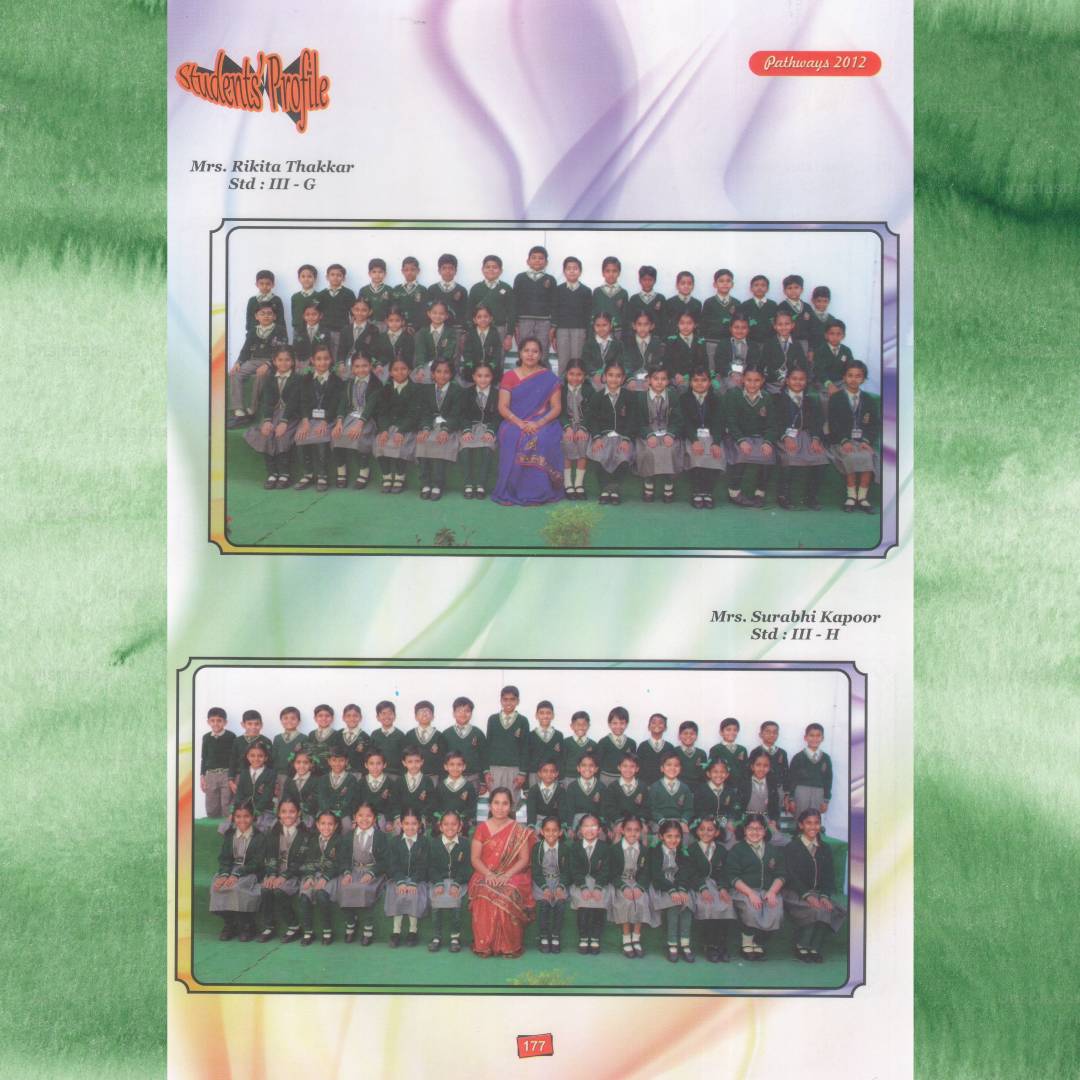 Students' Profile
Pathways 2012
Mrs. Rikita Thakkar
Std : III - G
Mrs. Surabhi Kapoor
Std : III - H
177